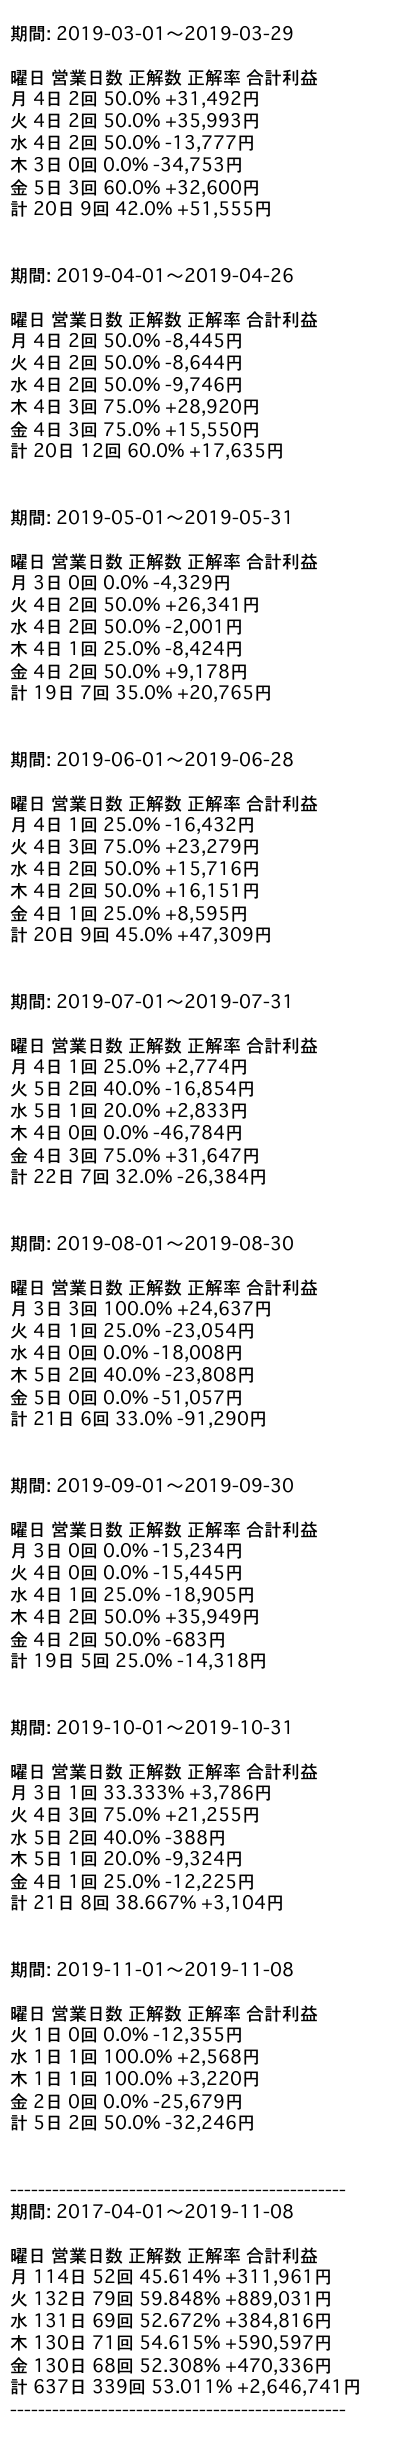 期間: 2019-03-01〜2019-03-29
曜日 営業日数 正解数 正解率 合計利益
月 4日 2回 50.0% +31,492円
火 4日 2回 50.0% +35,993円
水 4日 2回 50.0% -13,777円
木 3日 0回 0.0% -34,753円
金 5日 3回 60.0% +32,600円
計 20日 9回 42.0% +51,555円
期間: 2019-04-01〜2019-04-26
曜日 営業日数 正解数 正解率 合計利益
月 4日 2回 50.0% -8,445円
火 4日 2回 50.0% -8,644円
水 4日 2回 50.0% -9,746円
木 4日 3回 75.0% +28,920円
金 4日 3回 75.0% +15,550円
計 20日 12回 60.0% +17,635円
期間: 2019-05-01〜2019-05-31
曜日 営業日数 正解数 正解率 合計利益
月 3日 0回 0.0% -4,329円
火 4日 2回 50.0% +26,341円
水 4日 2回 50.0% -2,001円
木 4日 1回 25.0% -8,424円
金 4日 2回 50.0% +9,178円
計 19日 7回 35.0% +20,765円
期間: 2019-06-01〜2019-06-28
曜日 営業日数 正解数 正解率 合計利益
月 4日 1回 25.0% -16,432円
火 4日 3回 75.0% +23,279円
水 4日 2回 50.0% +15,716円
木 4日 2回 50.0% +16,151円
金 4日 1回 25.0% +8,595円
計 20日 9回 45.0% +47,309円
期間: 2019-07-01〜2019-07-31
曜日 営業日数 正解数 正解率 合計利益
月 4日 1回 25.0% +2,774円
火 5日 2回 40.0% -16,854円
水 5日 1回 20.0% +2,833円
木 4日 0回 0.0% -46,784円
金 4日 3回 75.0% +31,647円
計 22日 7回 32.0% -26,384円
期間: 2019-08-01〜2019-08-30
曜日 営業日数 正解数 正解率 合計利益
月 3日 3回 100.0% +24,637円
火 4日 1回 25.0% -23,054円
水 4日 0回 0.0% -18,008円
木 5日 2回 40.0% -23,808円
金 5日 0回 0.0% -51,057円
計 21日 6回 33.0% -91,290円
期間: 2019-09-01〜2019-09-30
曜日 営業日数 正解数 正解率 合計利益
月 3日 0回 0.0% -15,234円
火 4日 0回 0.0% -15,445円
水 4日 1回 25.0% -18,905円
木 4日 2回 50.0% +35,949円
金 4日 2回 50.0% -683円
計 19日 5回 25.0% -14,318円
期間: 2019-10-01〜2019-10-31
曜日 営業日数 正解数 正解率 合計利益
月 3日 1回 33.333% +3,786円
火 4日 3回 75.0% +21,255円
水 5日 2回 40.0% -388円
木 5日 1回 20.0% -9,324円
金 4日 1回 25.0% -12,225円
計 21日 8回 38.667% +3,104円
期間: 2019-11-01〜2019-11-08
曜日 営業日数 正解数 正解率 合計利益
火 1日 0回 0.0% -12,355円
水 1日 1回 100.0% +2,568円
木 1日 1回 100.0% +3,220円
金 2日 0回 0.0% -25,679円
計 5日 2回 50.0% -32,246円
------------------------------------------------
期間: 2017-04-01〜2019-11-08
曜日 営業日数 正解数 正解率 合計利益
月 114日 52回 45.614% +311,961円
火 132日 79回 59.848% +889,031円
水 131日 69回 52.672% +384,816円
木 130日 71回 54.615% +590,597円
金 130日 68回 52.308% +470,336円
計 637日 339回 53.011% +2,646,741円
------------------------------------------------